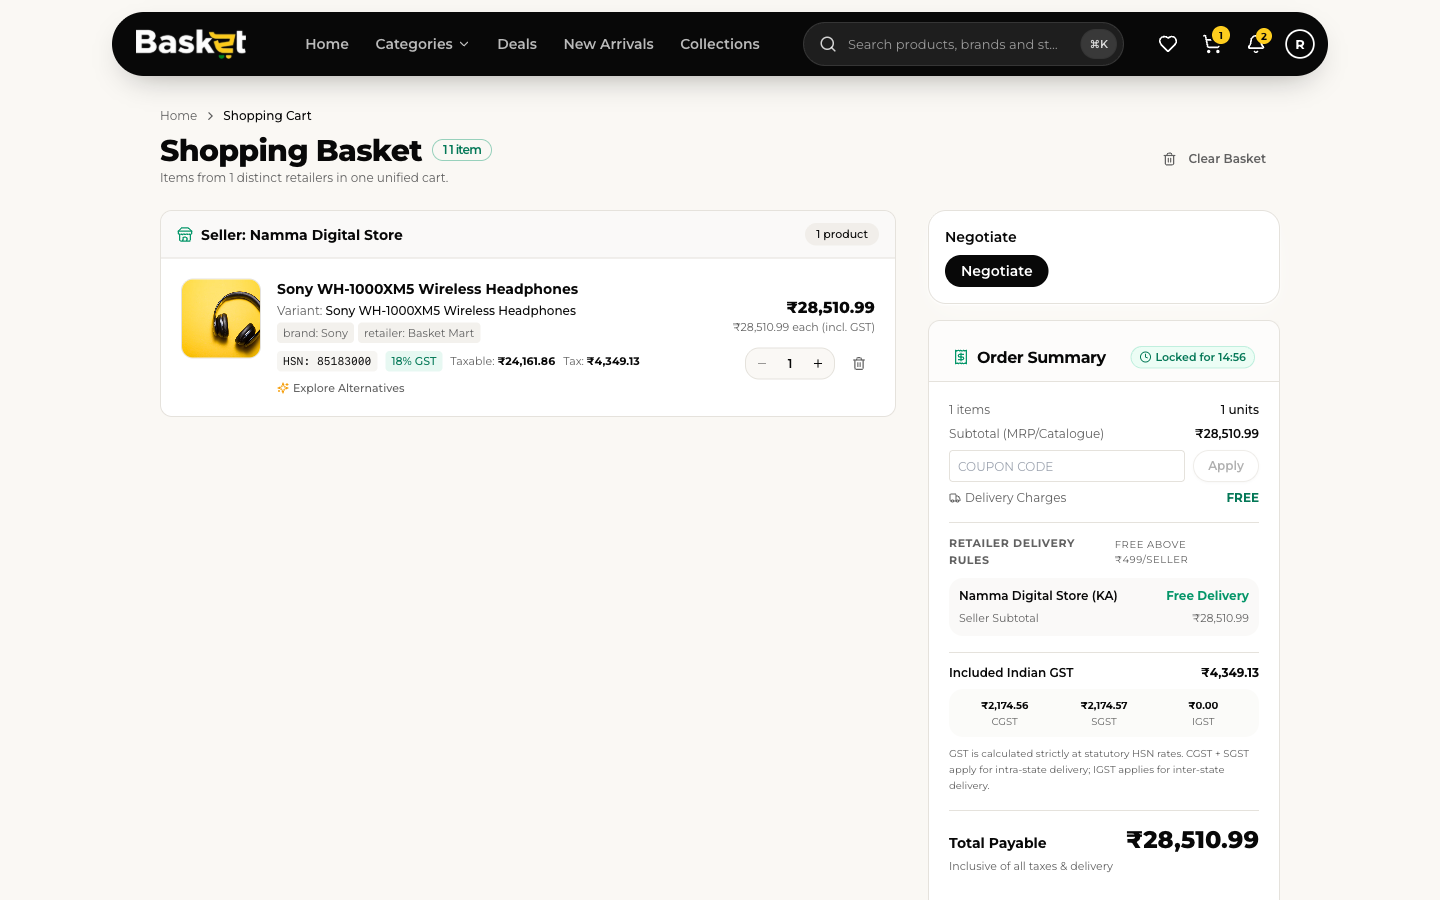 Basket
Home
Categories
Deals
New Arrivals
Collections
Search products, brands and st...
⌘K
1
2
R
Home > Shopping Cart
Shopping Basket
1 1 item
Items from 1 distinct retailers in one unified cart.
Clear Basket
Seller: Namma Digital Store
1 product
Sony WH-1000XM5 Wireless Headphones
Variant: Sony WH-1000XM5 Wireless Headphones
brand: Sony
retailer: Basket Mart
HSN: 85183000
18% GST
Taxable: ₹24,161.86
Tax: ₹4,349.13
Explore Alternatives
₹28,510.99
₹28,510.99 each (incl. GST)
− 1 +
Negotiate
Negotiate
Order Summary
Locked for 14:56
1 items
1 units
Subtotal (MRP/Catalogue)
₹28,510.99
COUPON CODE
Apply
Delivery Charges
FREE
RETAILER DELIVERY
RULES
FREE ABOVE
₹499/SELLER
Namma Digital Store (KA)
Free Delivery
Seller Subtotal
₹28,510.99
Included Indian GST
₹4,349.13
₹2,174.56
CGST
₹2,174.57
SGST
₹0.00
IGST
GST is calculated strictly at statutory HSN rates. CGST + SGST
apply for intra-state delivery; IGST applies for inter-state
delivery.
Total Payable
₹28,510.99
Inclusive of all taxes & delivery